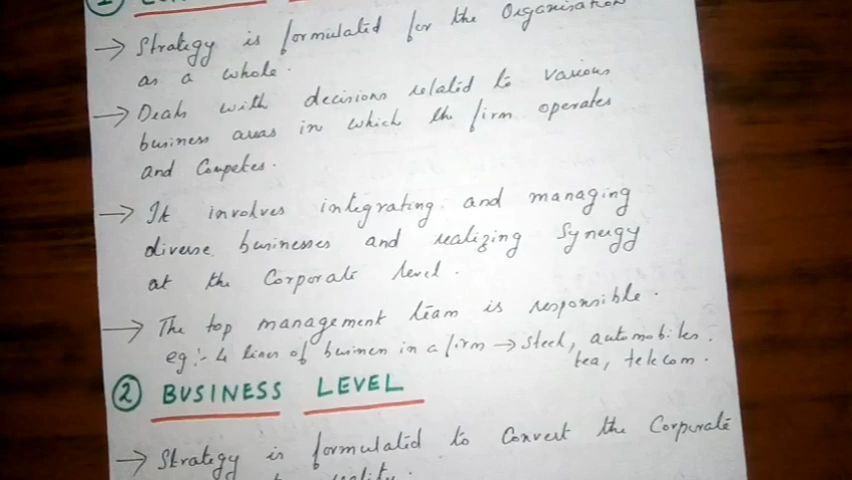 ①
→ Strategy is formulated for the Organisation
as a whole.
→ Deals with decisions related to various
business areas in which the firm operates
and Competes.
→ It involves integrating and managing
diverse businesses and realizing Synergy
at the Corporate level.
→ The top management team is responsible.
eg:- 4 lines of business in a firm → Steel, automobiles,
tea, telecom.
② BUSINESS LEVEL
→ Strategy is formulated to Convert the Corporate